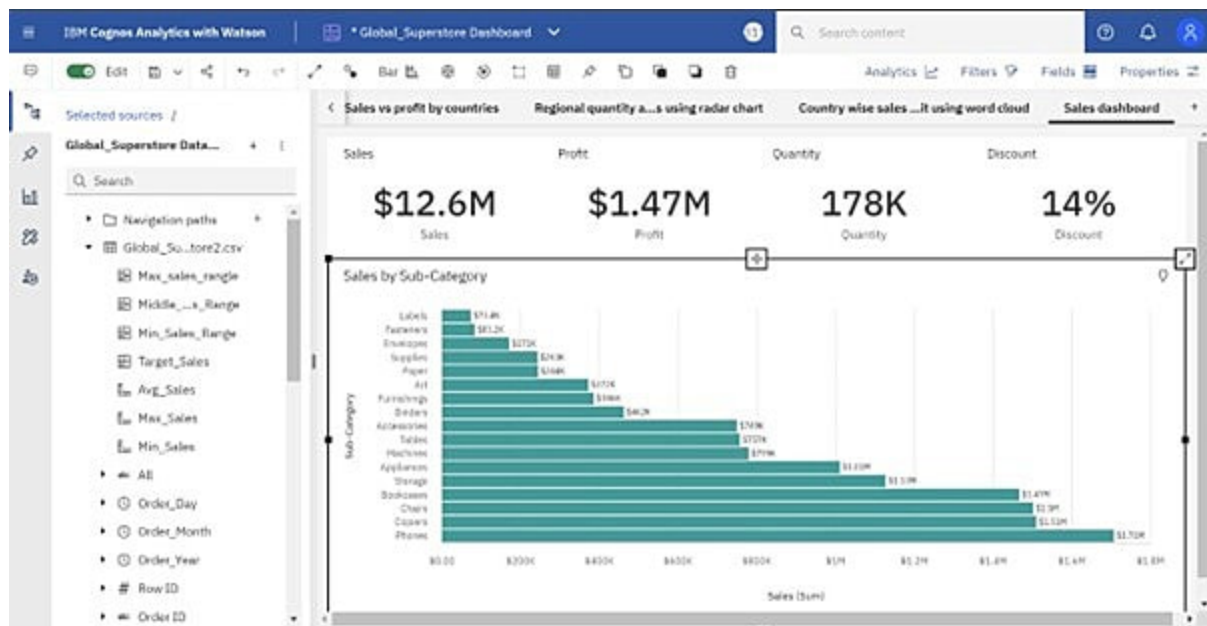 IBM Cognos Analytics with Watson
* Global_Superstore Dashboard
Search content
Edit
Bar
Analytics
Filters
Fields
Properties
Selected sources /
Global_Superstore Data...
Search
Navigation paths
Global_Su...tore2.csv
Max_sales_rangle
Middle_...s_Range
Min_Sales_Range
Target_Sales
Avg_Sales
Max_Sales
Min_Sales
All
Order_Day
Order_Month
Order_Year
Row ID
Order ID
Sales vs profit by countries
Regional quantity a...s using radar chart
Country wise sales ...it using word cloud
Sales dashboard
Sales
Profit
Quantity
Discount
$12.6M
$1.47M
178K
14%
Sales
Profit
Quantity
Discount
Sales by Sub-Category
Sub-Category
Labels
Fasteners
Envelopes
Supplies
Paper
Art
Furnishings
Binders
Accessories
Tables
Machines
Appliances
Storage
Bookcases
Chairs
Copiers
Phones
$0.00 $200K $400K $600K $800K $1M $1.2M $1.4M $1.6M $1.8M
Sales (Sum)